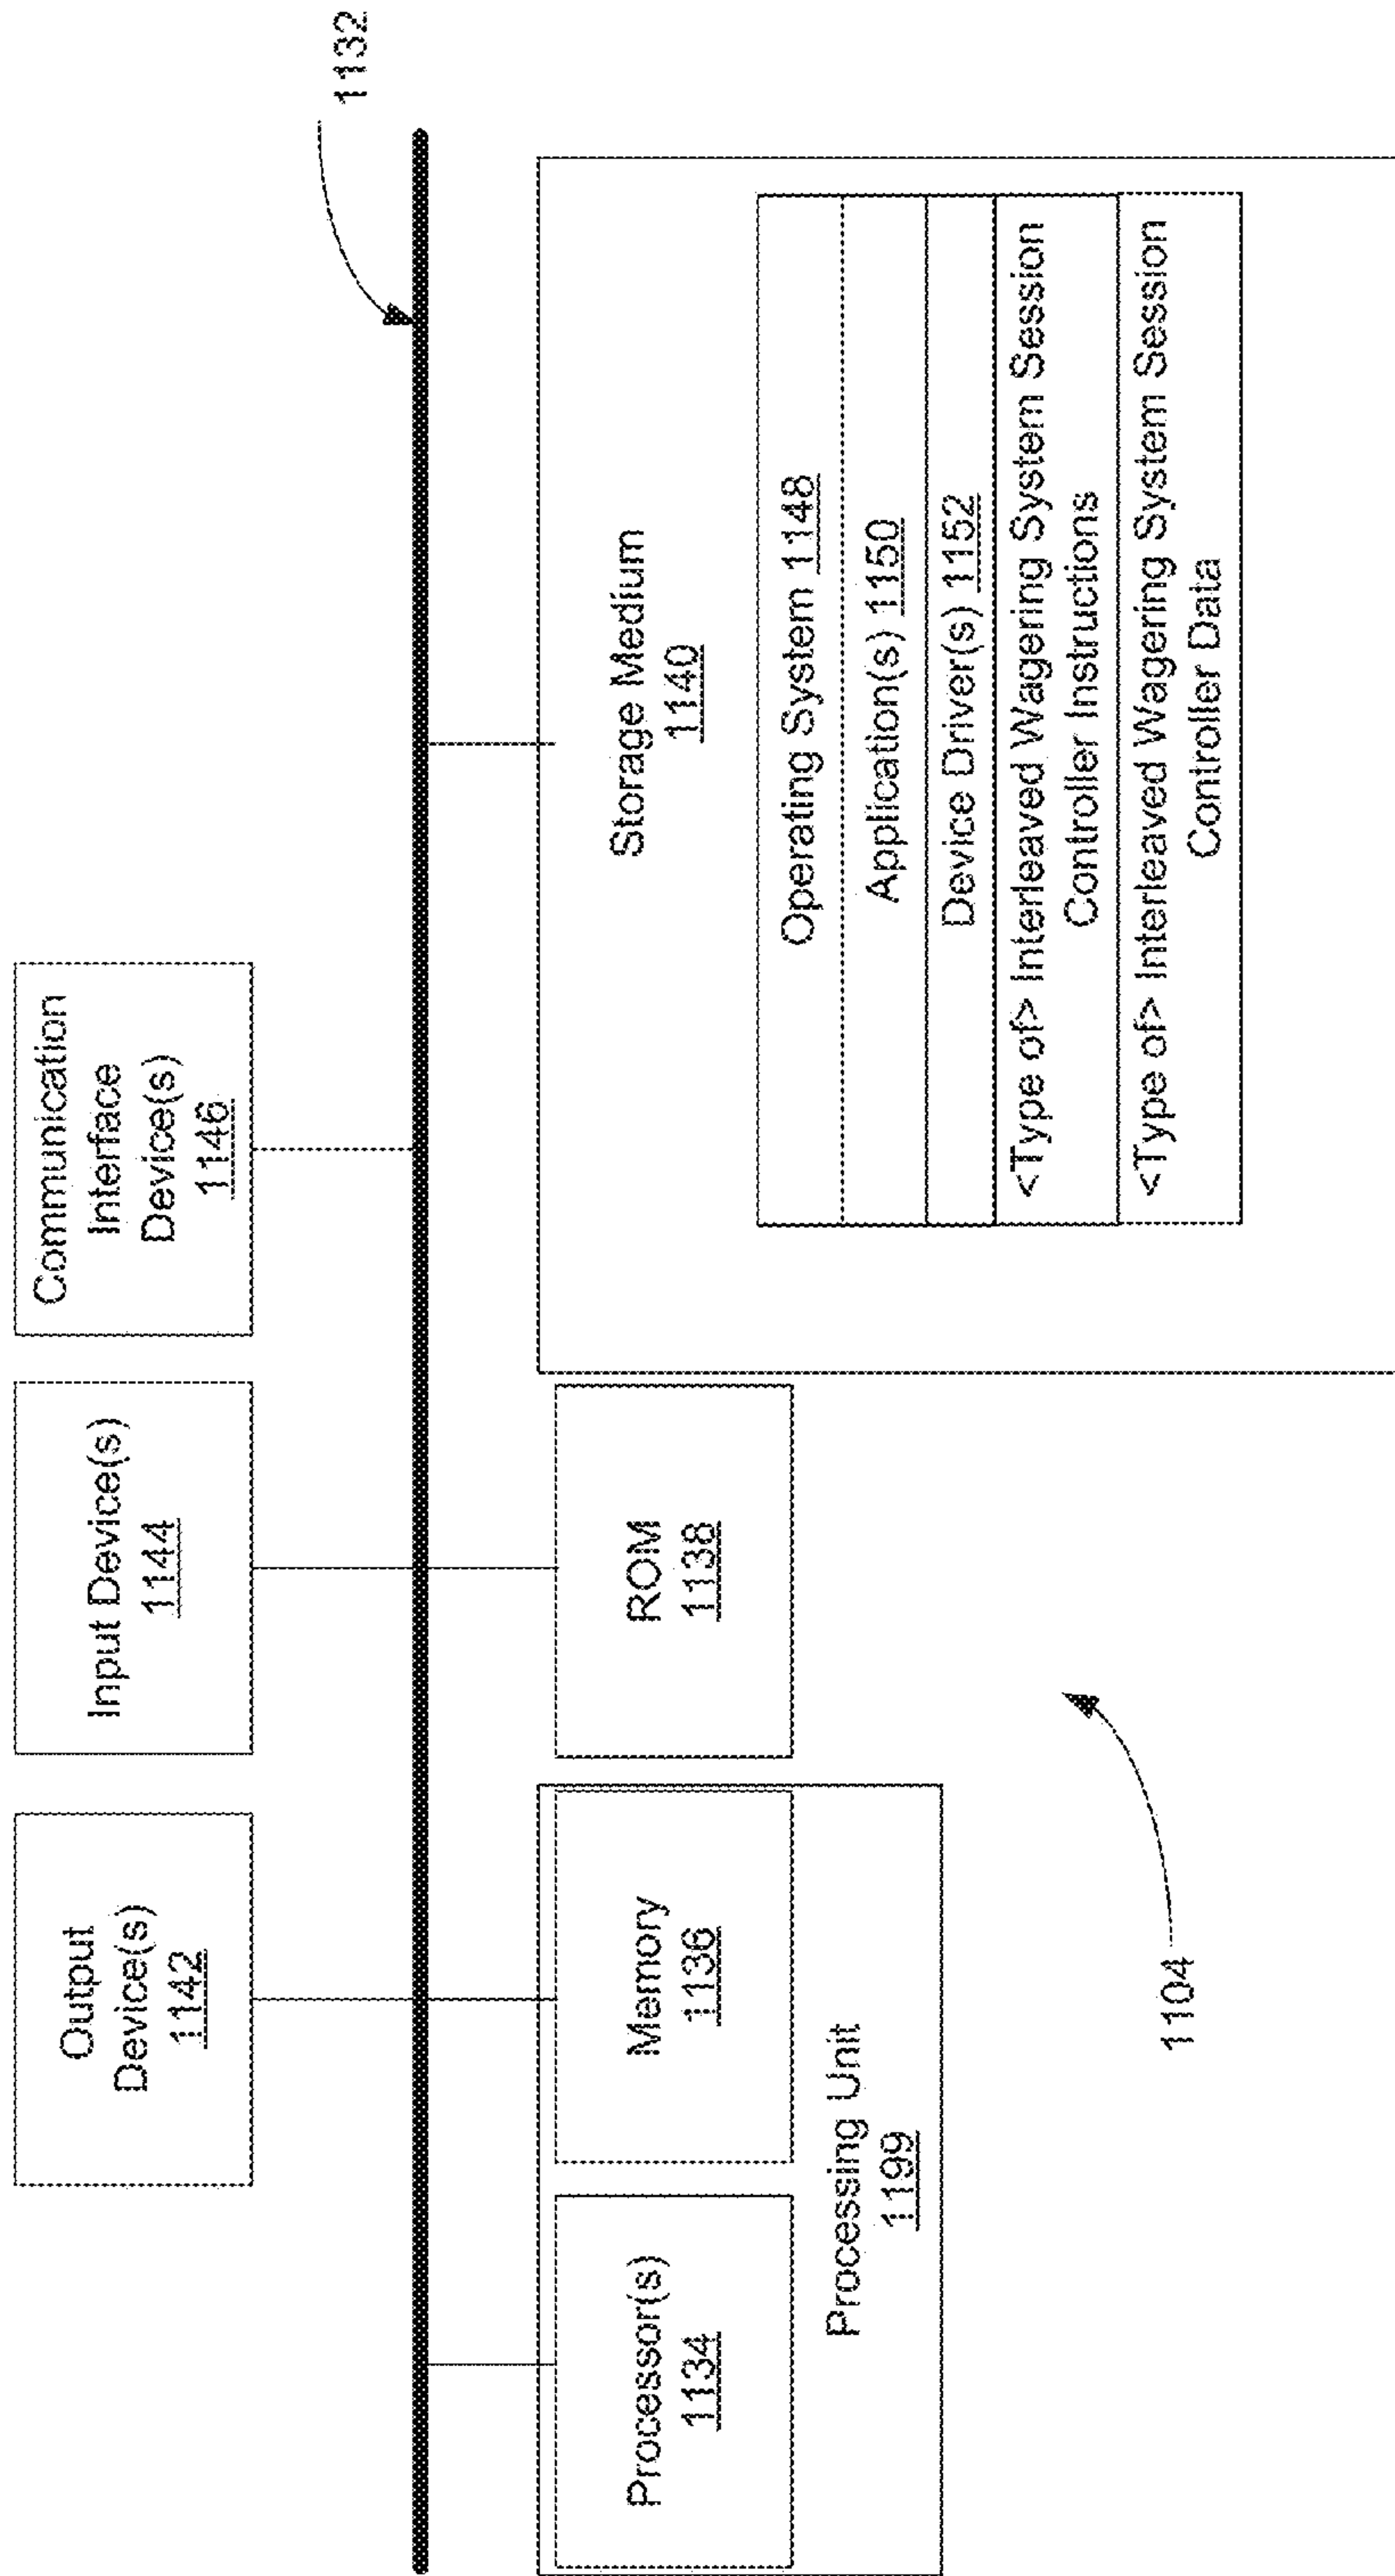 1132
Output
Device(s)
1142
Input Device(s)
1144
Communication
Interface
Device(s)
1146
Processor(s)
1134
Memory
1136
Processing Unit
1199
ROM
1138
Storage Medium
1140
Operating System 1148
Application(s) 1150
Device Driver(s) 1152
<Type of> Interleaved Wagering System Session
Controller Instructions
<Type of> Interleaved Wagering System Session
Controller Data
1104